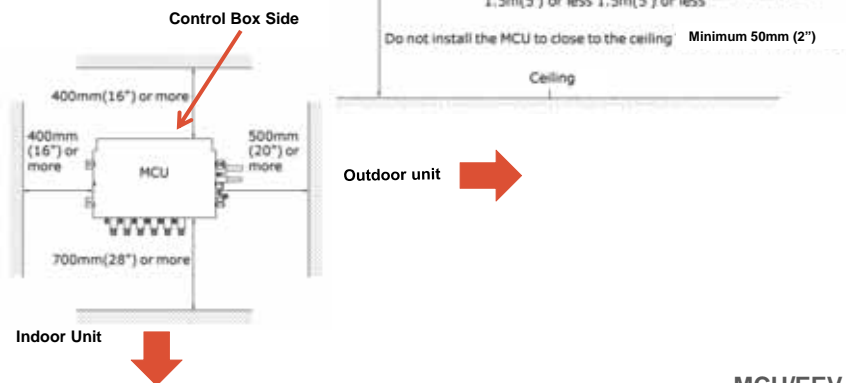 1.5m(5') or less 1.5m(5') or less
Control Box Side
Do not install the MCU to close to the ceiling Minimum 50mm (2”)
Ceiling
400mm(16") or more
400mm
(16") or
more
500mm
(20") or
more
MCU
Outdoor unit
700mm(28") or more
Indoor Unit
MCU/EEV